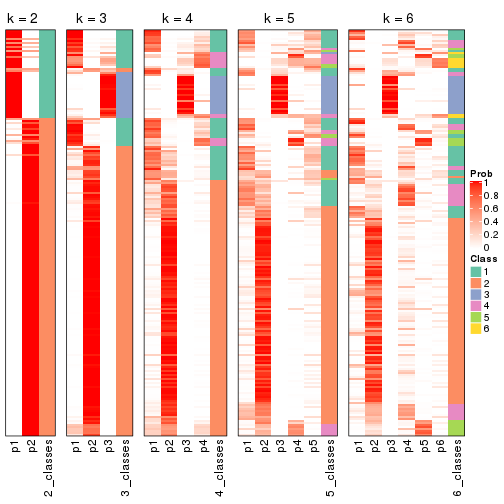 k = 2
k = 3
k = 4
k = 5
k = 6
Prob
1
0.8
0.6
0.4
0.2
0
Class
1
2
3
4
5
6
p1
p2
2_classes
p1
p2
p3
3_classes
p1
p2
p3
p4
4_classes
p1
p2
p3
p4
p5
5_classes
p1
p2
p3
p4
p5
p6
6_classes